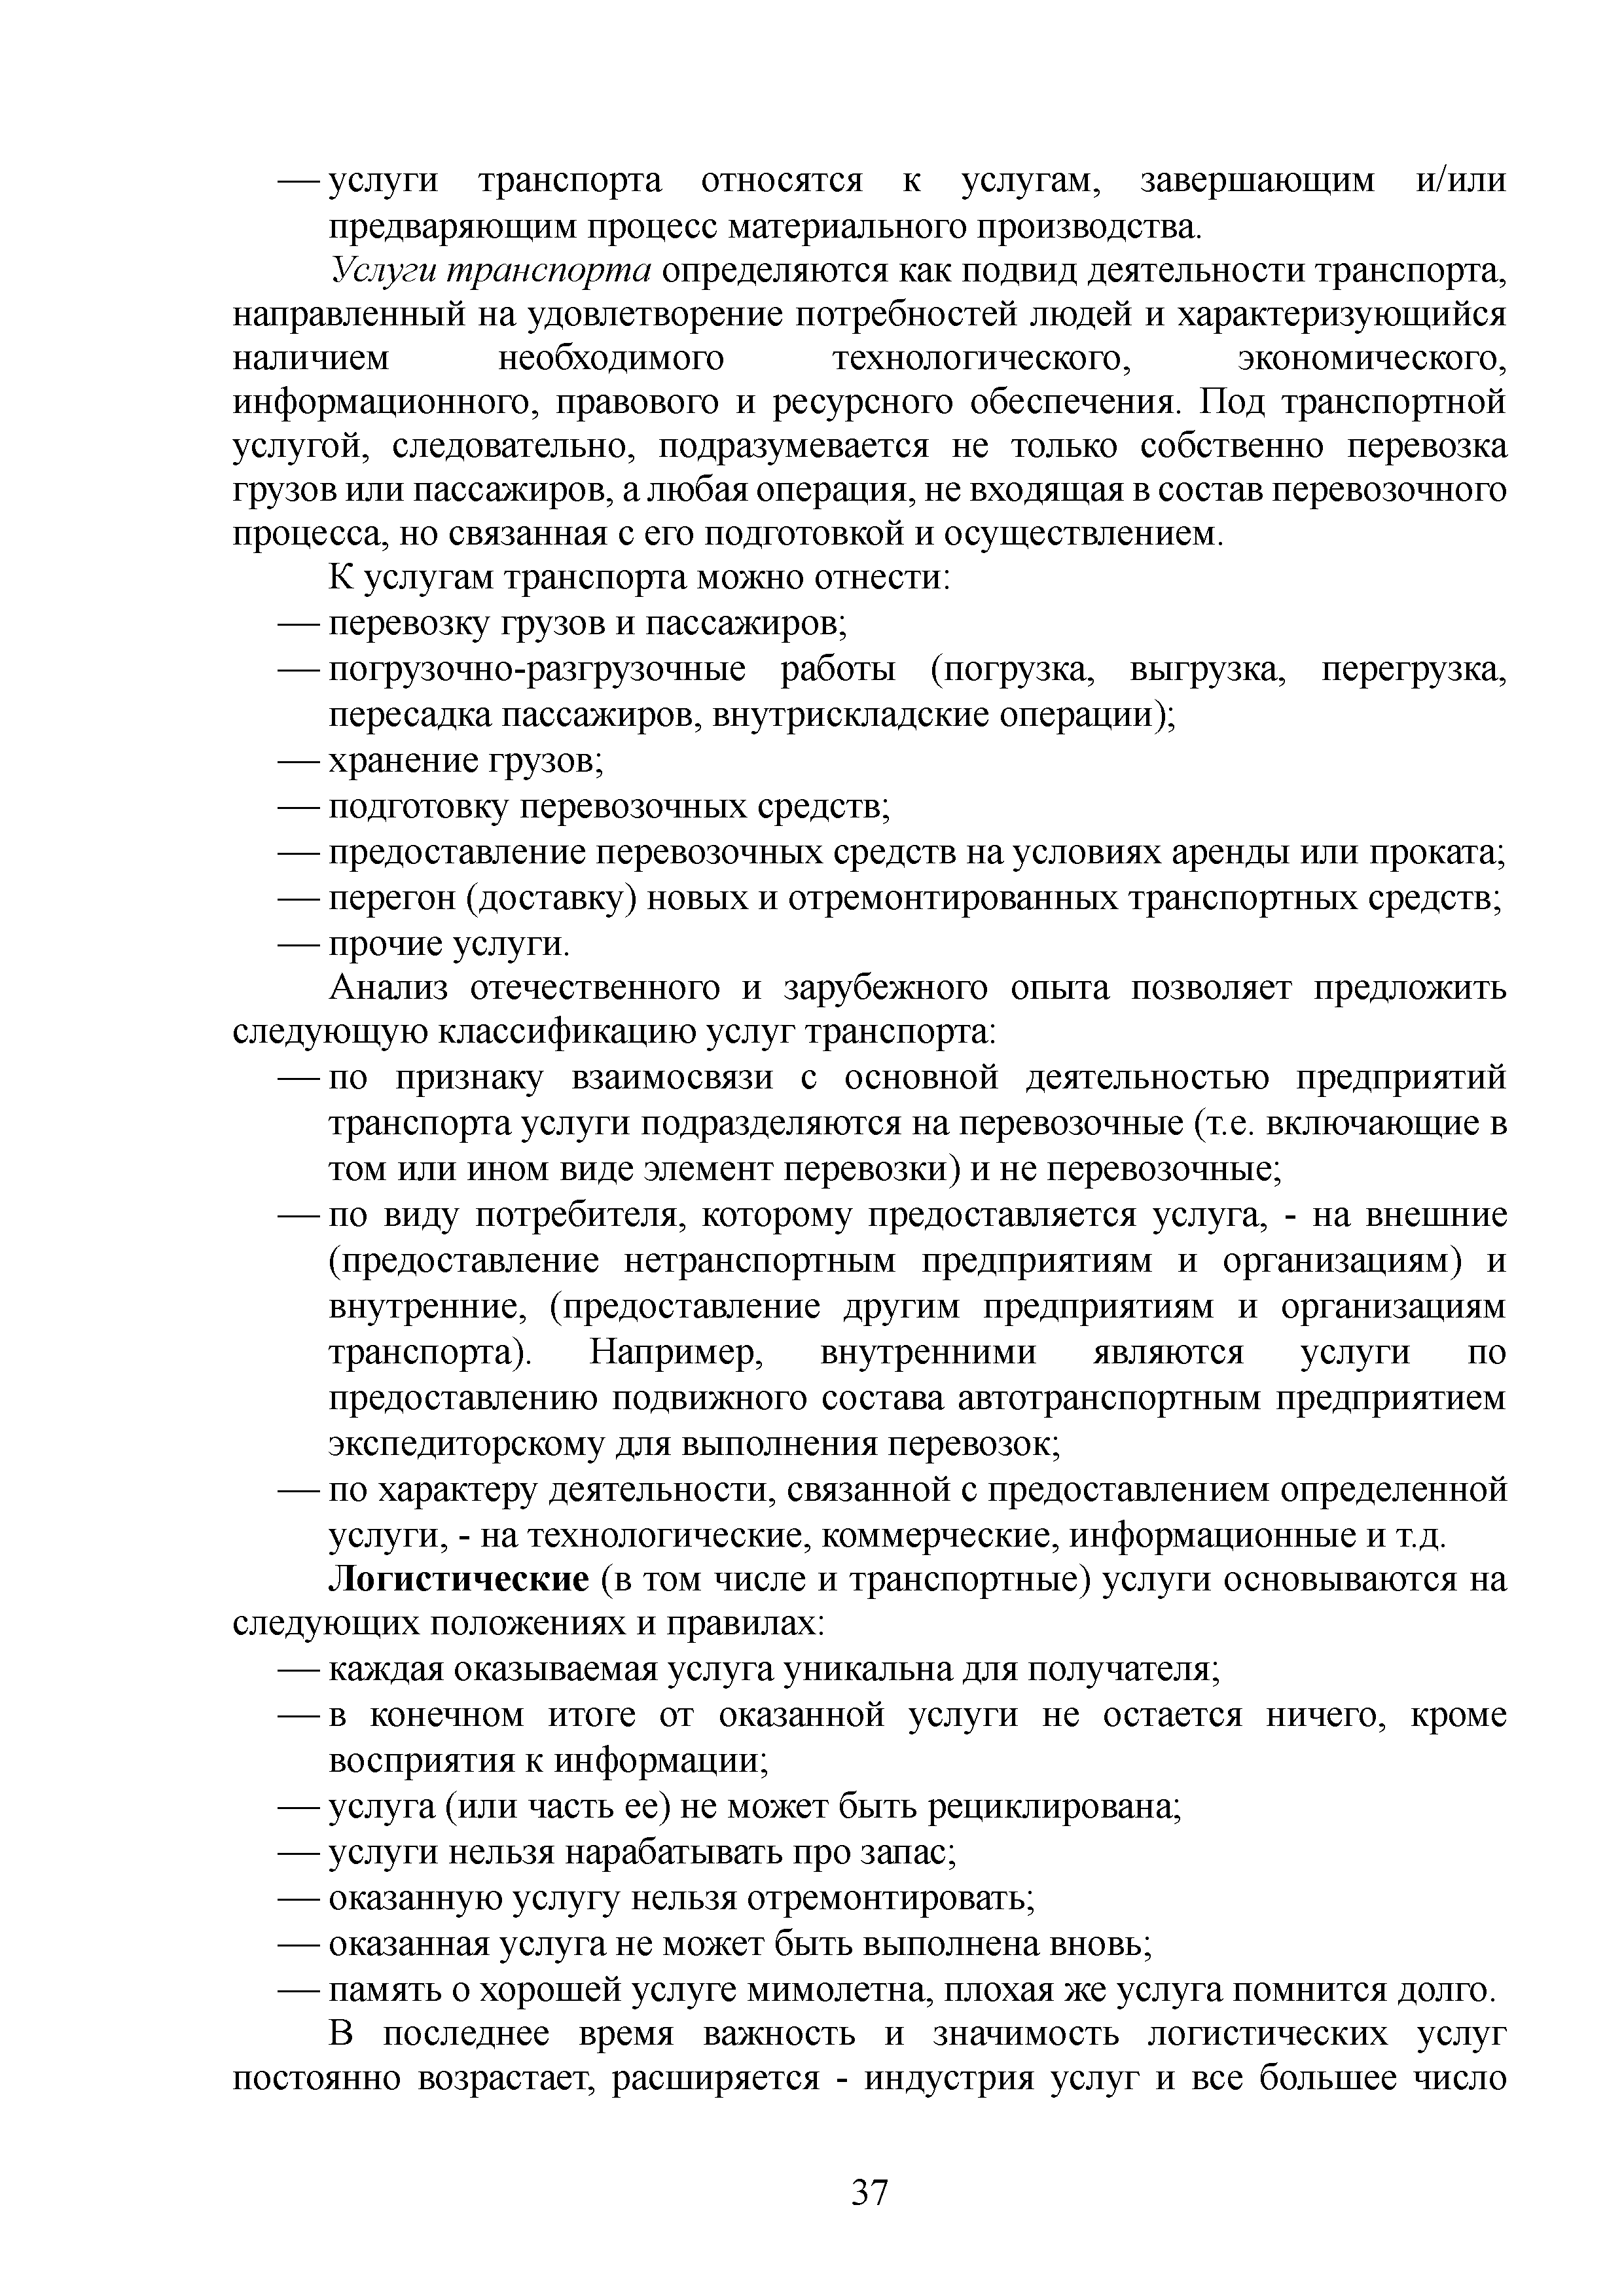 — услуги транспорта относятся к услугам, завершающим и/или
предваряющим процесс материального производства.
Услуги транспорта определяются как подвид деятельности транспорта,
направленный на удовлетворение потребностей людей и характеризующийся
наличием необходимого технологического, экономического,
информационного, правового и ресурсного обеспечения. Под транспортной
услугой, следовательно, подразумевается не только собственно перевозка
грузов или пассажиров, а любая операция, не входящая в состав перевозочного
процесса, но связанная с его подготовкой и осуществлением.
К услугам транспорта можно отнести:
— перевозку грузов и пассажиров;
— погрузочно-разгрузочные работы (погрузка, выгрузка, перегрузка,
пересадка пассажиров, внутрискладские операции);
— хранение грузов;
— подготовку перевозочных средств;
— предоставление перевозочных средств на условиях аренды или проката;
— перегон (доставку) новых и отремонтированных транспортных средств;
— прочие услуги.
Анализ отечественного и зарубежного опыта позволяет предложить
следующую классификацию услуг транспорта:
— по признаку взаимосвязи с основной деятельностью предприятий
транспорта услуги подразделяются на перевозочные (т.е. включающие в
том или ином виде элемент перевозки) и не перевозочные;
— по виду потребителя, которому предоставляется услуга, - на внешние
(предоставление нетранспортным предприятиям и организациям) и
внутренние, (предоставление другим предприятиям и организациям
транспорта). Например, внутренними являются услуги по
предоставлению подвижного состава автотранспортным предприятием
экспедиторскому для выполнения перевозок;
— по характеру деятельности, связанной с предоставлением определенной
услуги, - на технологические, коммерческие, информационные и т.д.
Логистические (в том числе и транспортные) услуги основываются на
следующих положениях и правилах:
— каждая оказываемая услуга уникальна для получателя;
— в конечном итоге от оказанной услуги не остается ничего, кроме
восприятия к информации;
— услуга (или часть ее) не может быть рециклирована;
— услуги нельзя нарабатывать про запас;
— оказанную услугу нельзя отремонтировать;
— оказанная услуга не может быть выполнена вновь;
— память о хорошей услуге мимолетна, плохая же услуга помнится долго.
В последнее время важность и значимость логистических услуг
постоянно возрастает, расширяется - индустрия услуг и все большее число
37